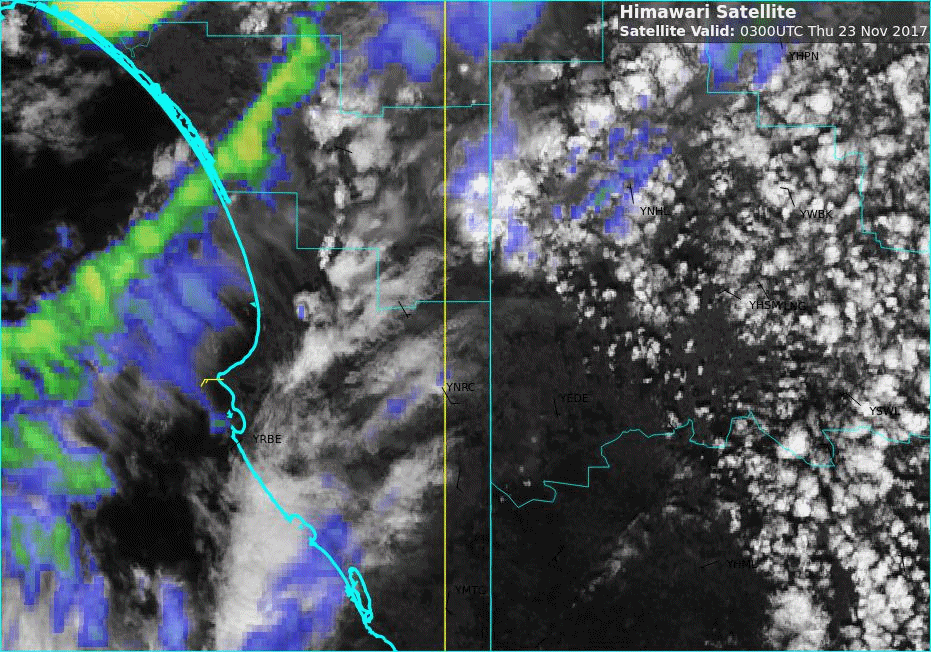 Himawari Satellite
Satellite Valid: 0300UTC Thu 23 Nov 2017
YHPN
YNHL
YWBK
YHSM
YLNG
YNRC
YEDE
YSWL
YRBE
YHML
YMTG